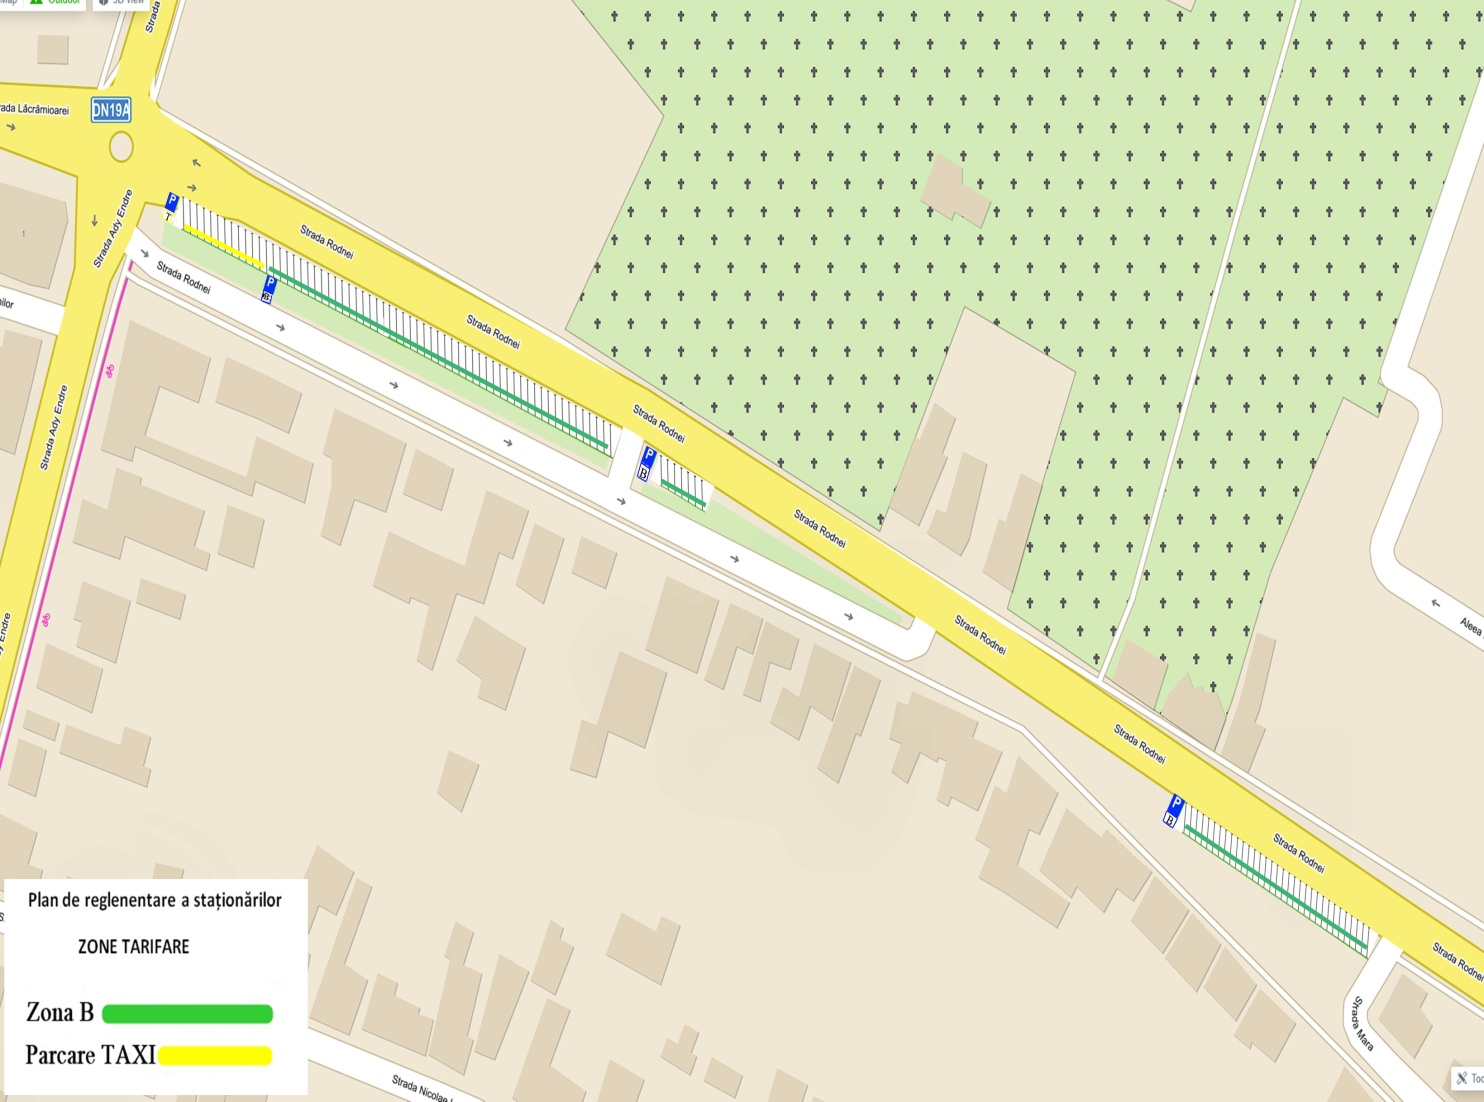 Map
Outdoor
3D view
Strada
rada Lăcrămioarei
DN19A
Strada Ady Endre
P
T
1
Strada Rodnei
Strada Rodnei
P
B
Strada Rodnei
Strada Ady Endre
Strada Rodnei
P
B
Strada Rodnei
Strada Rodnei
Aleea
Strada Rodnei
P
B
Strada Rodnei
Strada Rodnei
Strada Mara
Strada Nicolae
Plan de reglenentare a staționărilor
ZONE TARIFARE
Zona B
Parcare TAXI